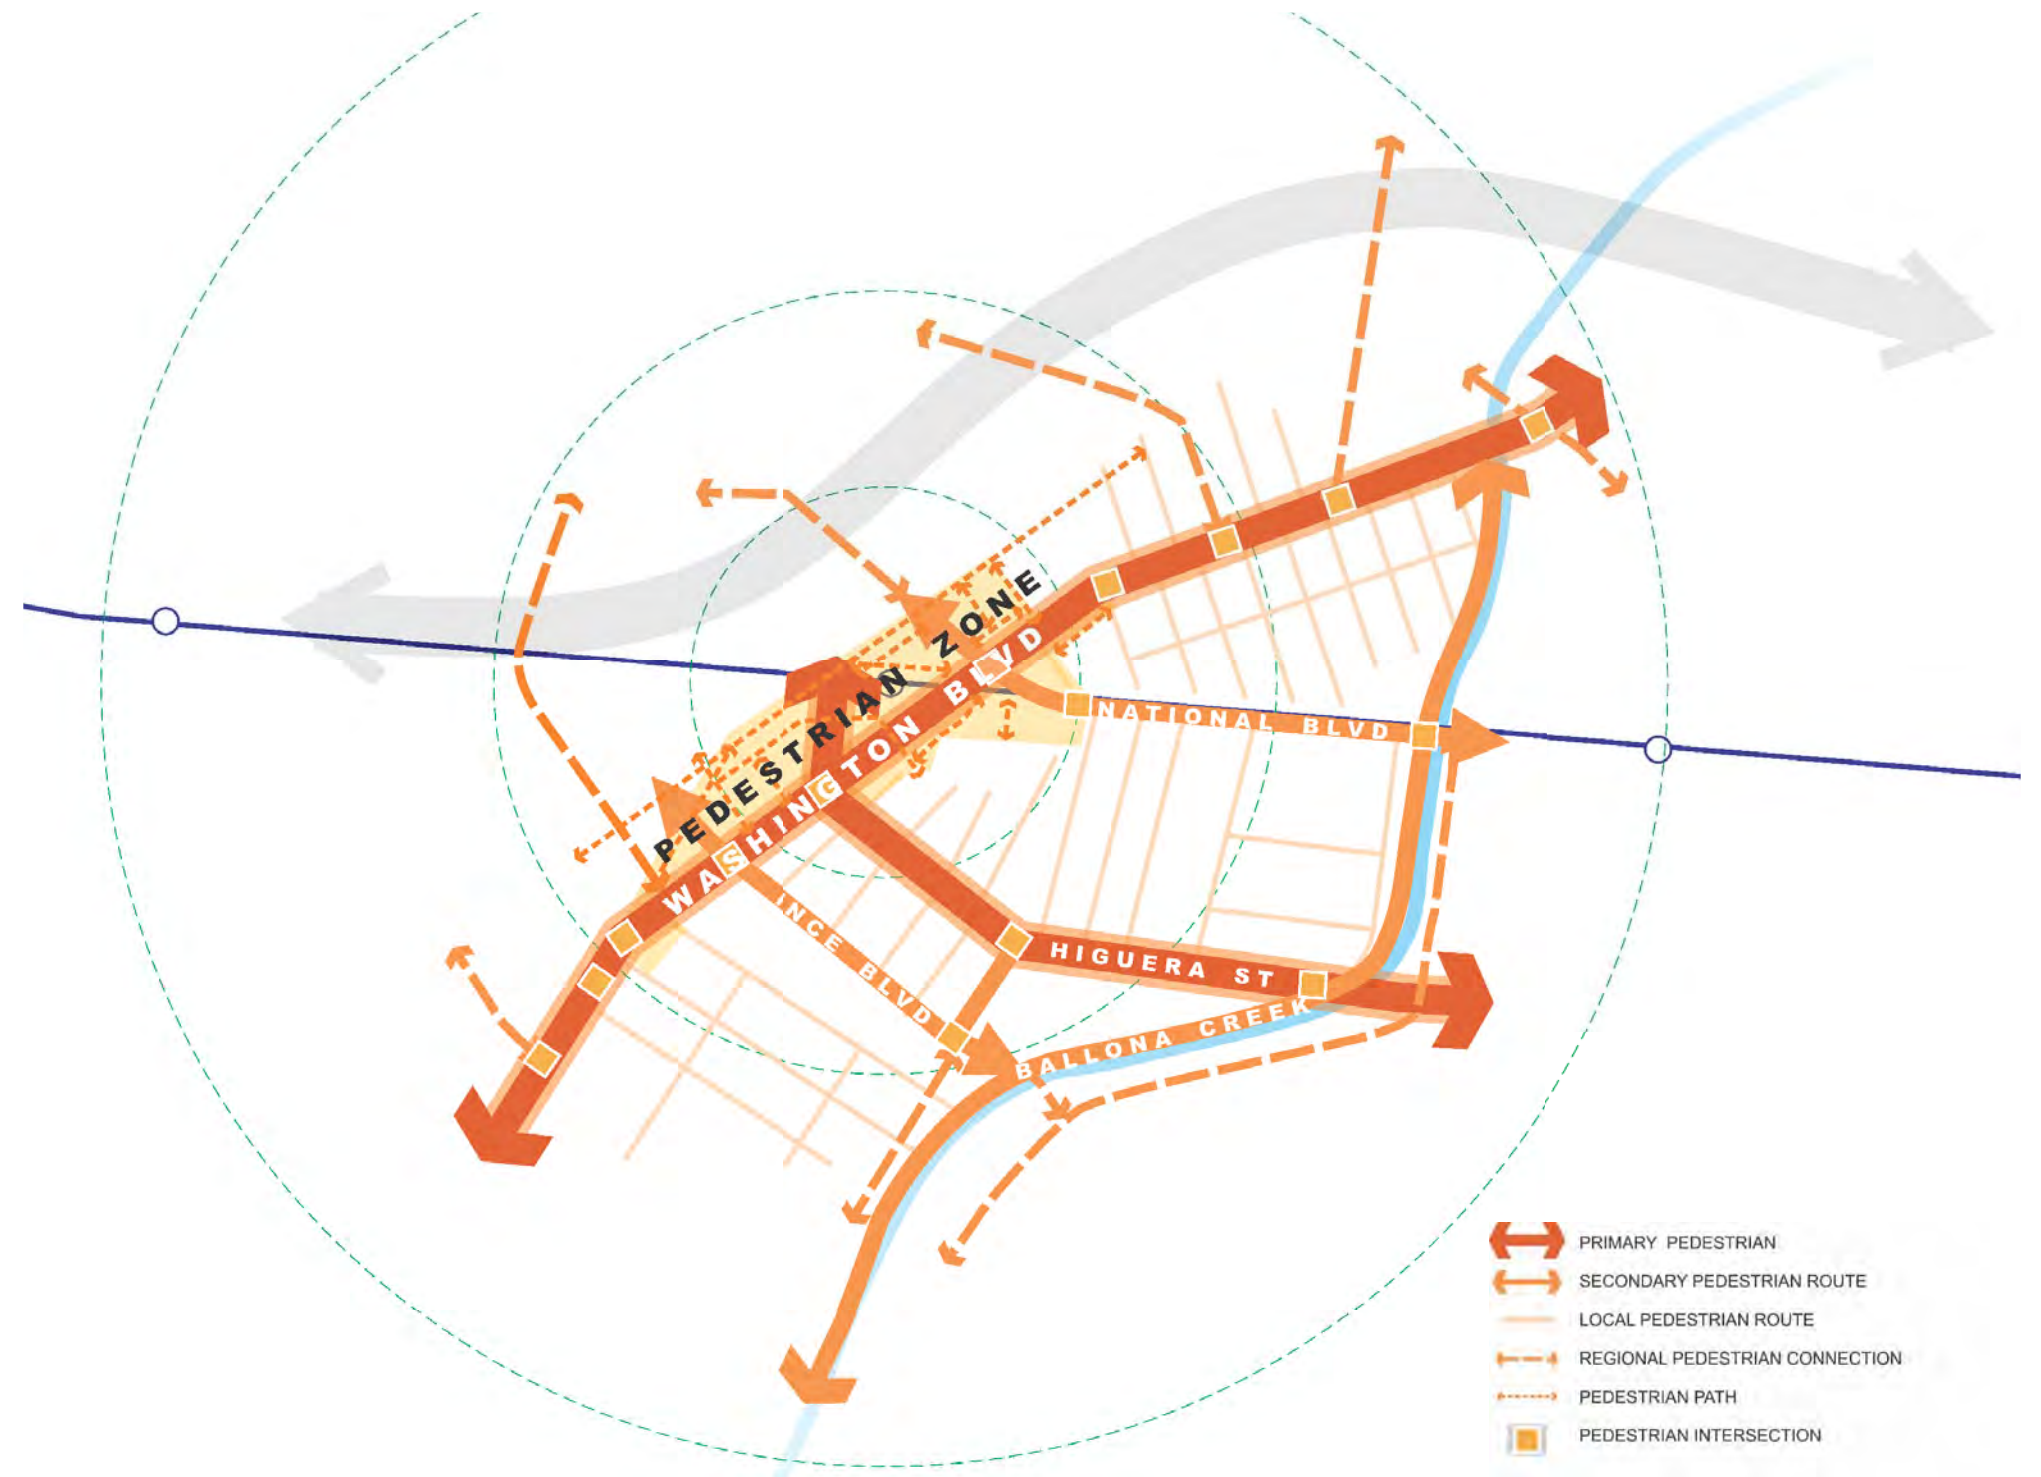 PEDESTRIAN ZONE
WASHINGTON BLVD
NATIONAL BLVD
INCE BLVD
HIGUERA ST
BALLONA CREEK
PRIMARY PEDESTRIAN
SECONDARY PEDESTRIAN ROUTE
LOCAL PEDESTRIAN ROUTE
REGIONAL PEDESTRIAN CONNECTION
PEDESTRIAN PATH
PEDESTRIAN INTERSECTION